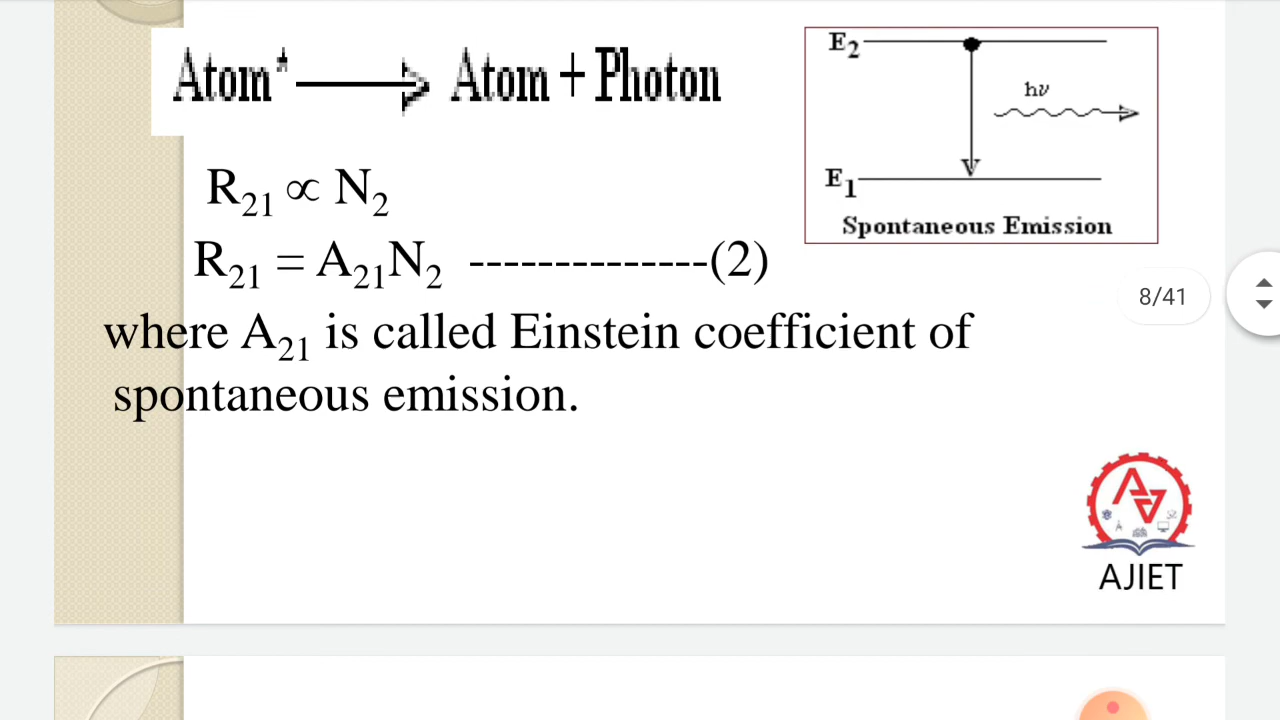 Atom* ⟶ Atom + Photon
E₂
hν
E₁
Spontaneous Emission
R₂₁ ∝ N₂
R₂₁ = A₂₁N₂ --------------(2)
where A₂₁ is called Einstein coefficient of
spontaneous emission.
8/41
AJIET